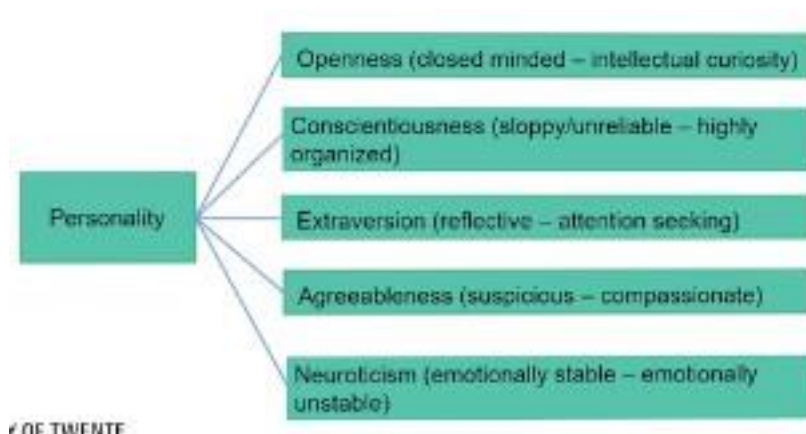 Openness (closed minded – intellectual curiosity)
Conscientiousness (sloppy/unreliable – highly
organized)
Personality
Extraversion (reflective – attention seeking)
Agreeableness (suspicious – compassionate)
Neuroticism (emotionally stable – emotionally
unstable)
OF TWENTE